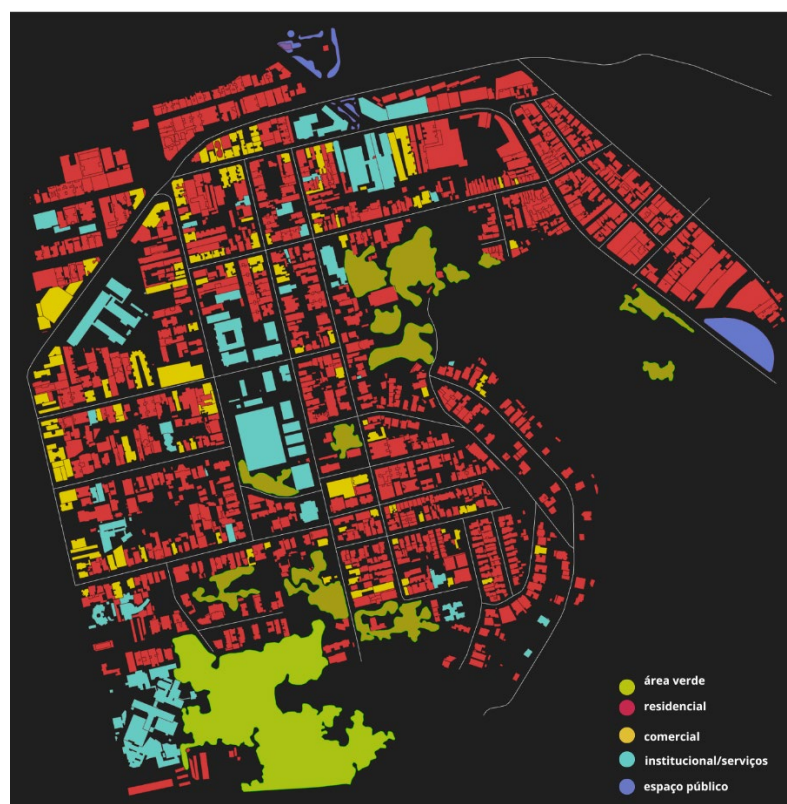 área verde
residencial
comercial
institucional/serviços
espaço público